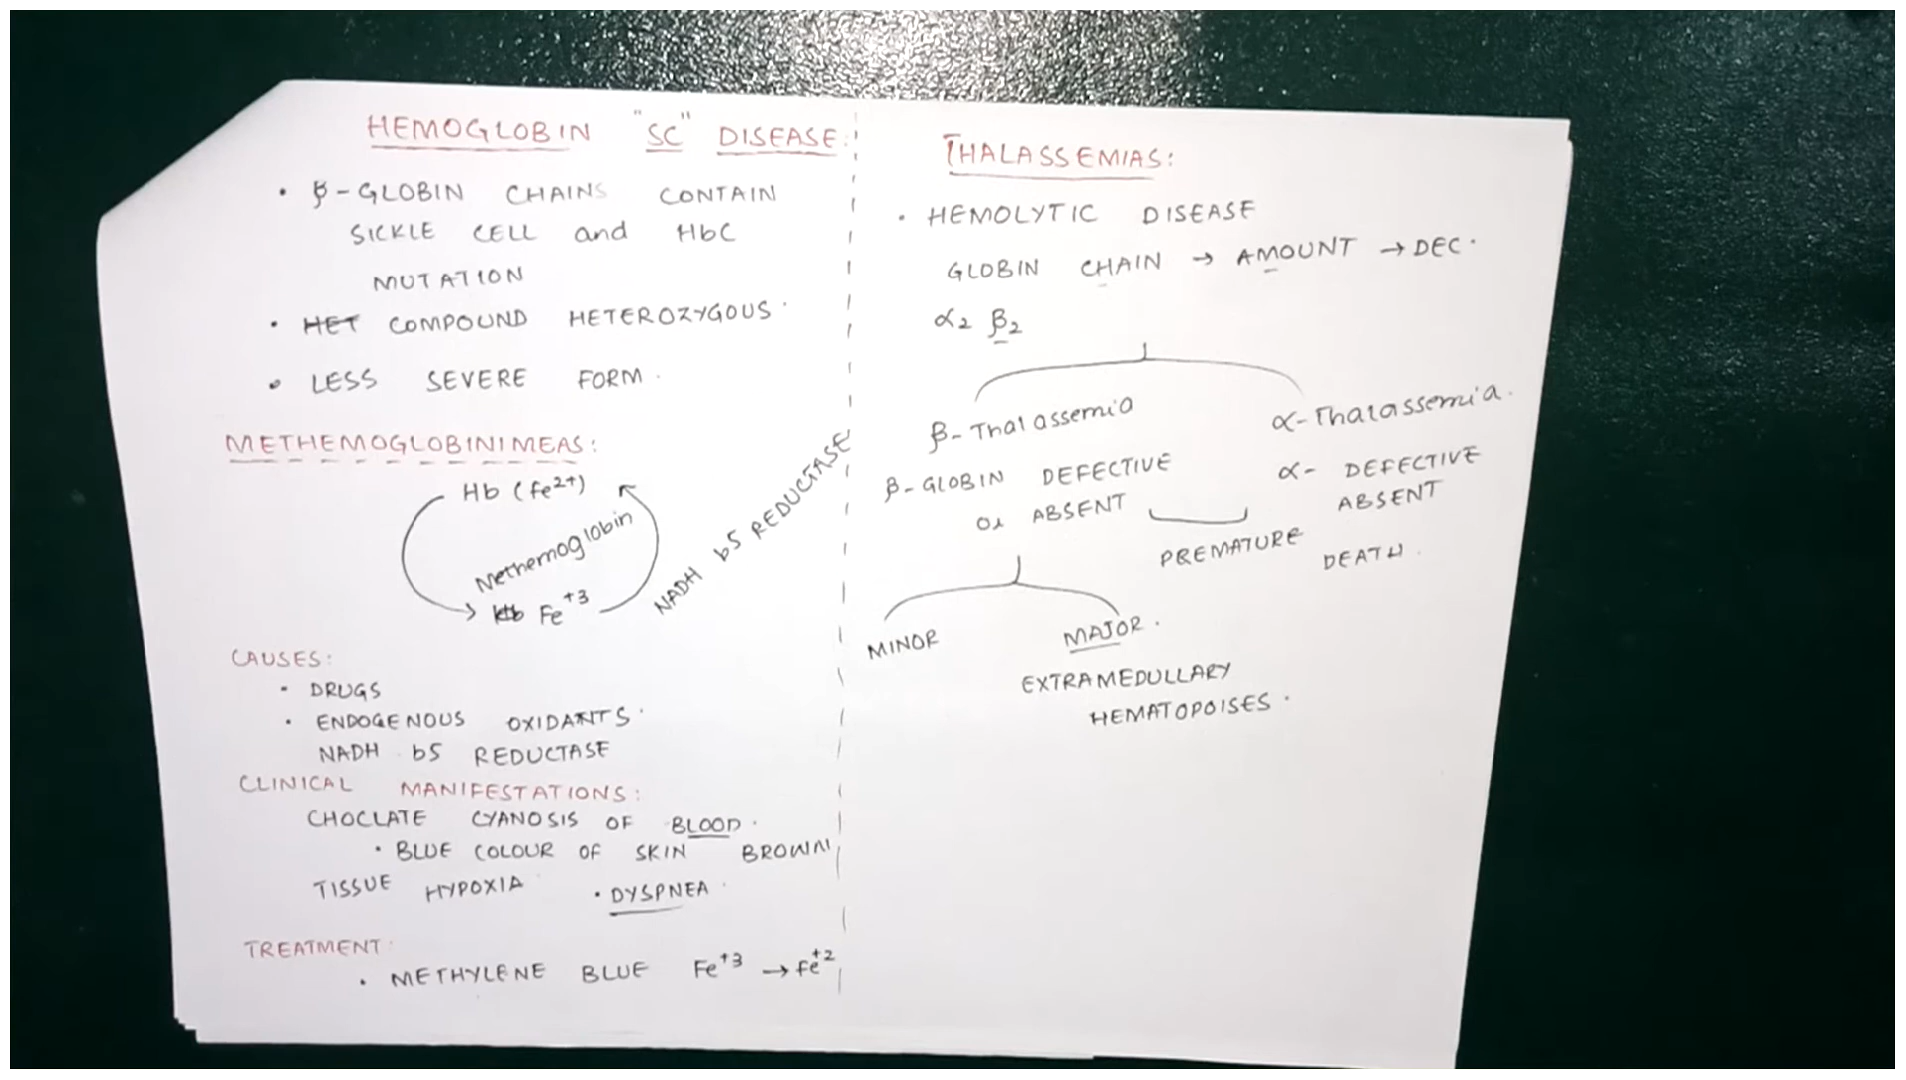 HEMOGLOBIN "SC" DISEASE:
• β-GLOBIN CHAINS CONTAIN
SICKLE CELL and HbC
MUTATION
• HET COMPOUND HETEROZYGOUS.
• LESS SEVERE FORM.
METHEMOGLOBINIMEAS:
Hb (Fe2+)
Methemoglobin
Hb Fe+3
NADH b5 REDUCTASE
CAUSES:
• DRUGS
• ENDOGENOUS OXIDANTS.
NADH b5 REDUCTASE
CLINICAL MANIFESTATIONS:
CHOCLATE CYANOSIS OF BLOOD.
• BLUE COLOUR OF SKIN BROWN
TISSUE HYPOXIA • DYSPNEA.
TREATMENT:
• METHYLENE BLUE Fe+3 → Fe+2
THALASSEMIAS:
• HEMOLYTIC DISEASE
GLOBIN CHAIN → AMOUNT → DEC.
α2 β2
β-Thalassemia
α-Thalassemia.
β-GLOBIN DEFECTIVE
Or ABSENT
α- DEFECTIVE
ABSENT
PREMATURE
DEATH.
MINOR
MAJOR.
EXTRAMEDULLARY
HEMATOPOISES.